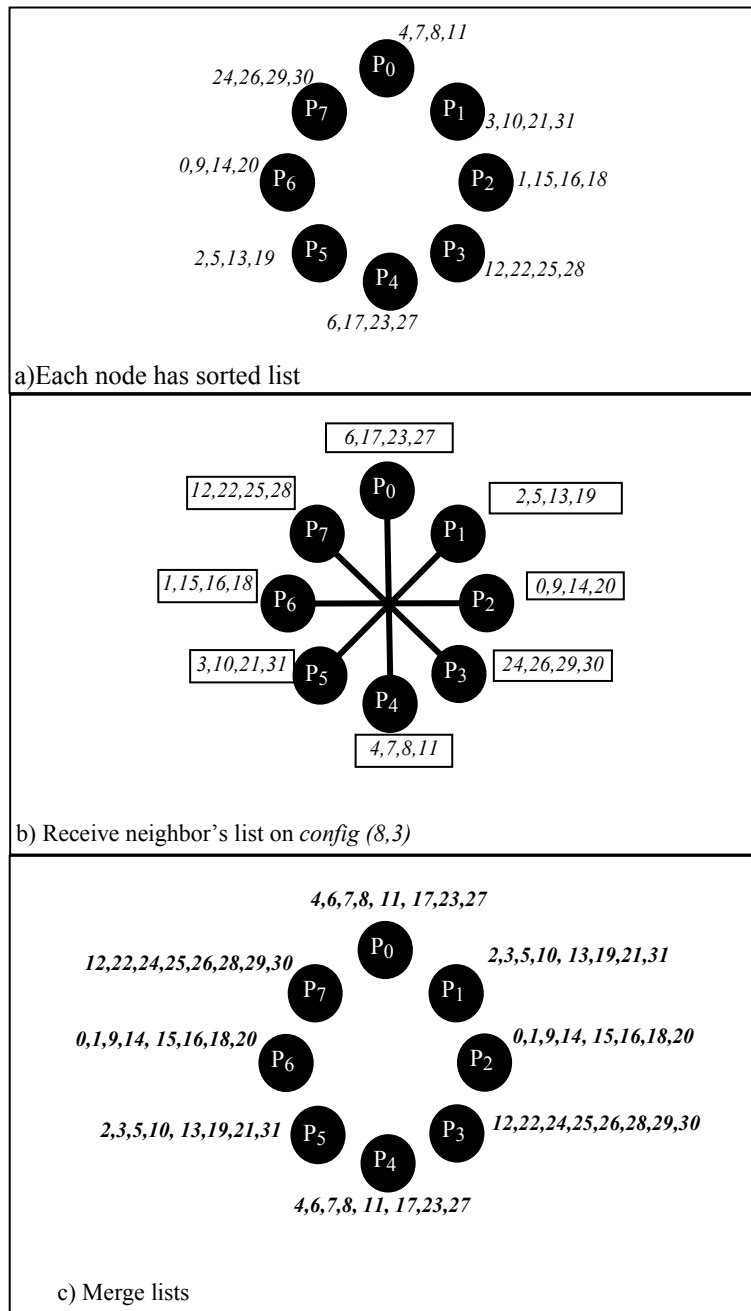 4,7,8,11
P0
24,26,29,30
P7
P1
3,10,21,31
0,9,14,20
P6
P2
1,15,16,18
2,5,13,19
P5
P3
12,22,25,28
P4
6,17,23,27
a)Each node has sorted list
6,17,23,27
P0
12,22,25,28
2,5,13,19
P7
P1
1,15,16,18
P6
P2
0,9,14,20
3,10,21,31
P5
P3
24,26,29,30
P4
4,7,8,11
b) Receive neighbor's list on config (8,3)
4,6,7,8, 11, 17,23,27
P0
12,22,24,25,26,28,29,30
2,3,5,10, 13,19,21,31
P7
P1
0,1,9,14, 15,16,18,20
P6
P2
0,1,9,14, 15,16,18,20
2,3,5,10, 13,19,21,31
P5
P3
12,22,24,25,26,28,29,30
P4
4,6,7,8, 11, 17,23,27
c) Merge lists